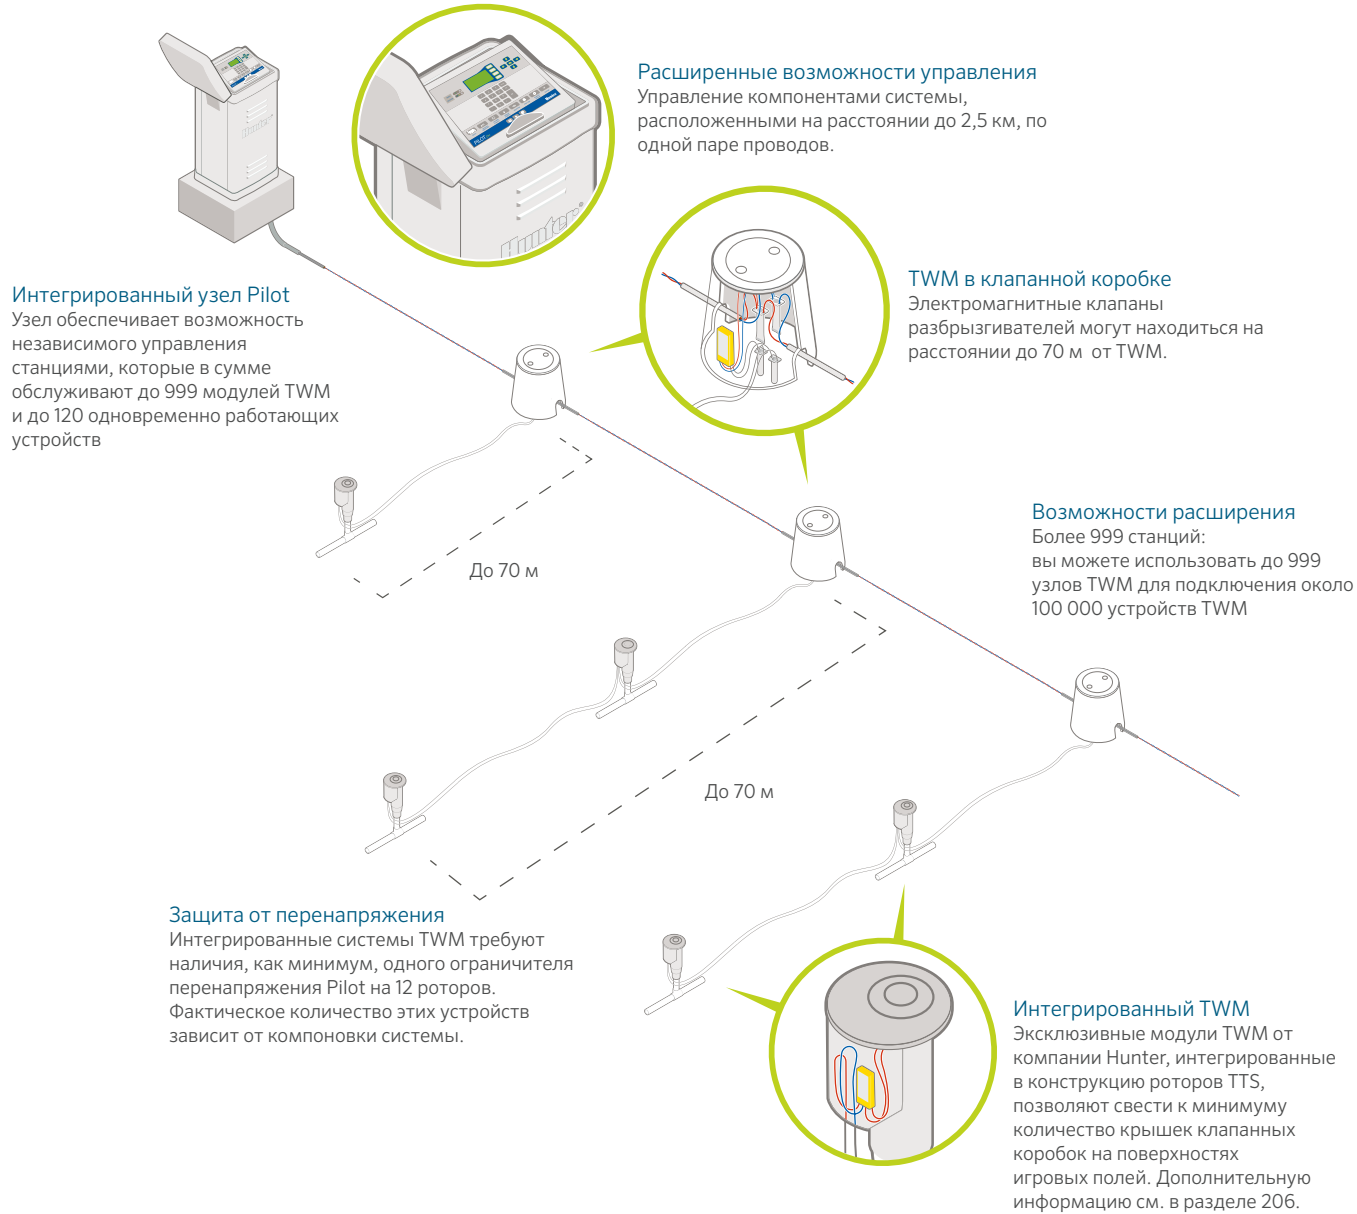 Расширенные возможности управления
Управление компонентами системы,
расположенными на расстоянии до 2,5 км, по
одной паре проводов.
PILOT
Hunter
Hunter
Hunter
TWM в клапанной коробке
Электромагнитные клапаны
разбрызгивателей могут находиться на
расстоянии до 70 м от TWM.
Интегрированный узел Pilot
Узел обеспечивает возможность
независимого управления
станциями, которые в сумме
обслуживают до 999 модулей TWM
и до 120 одновременно работающих
устройств
До 70 м
Возможности расширения
Более 999 станций:
вы можете использовать до 999
узлов TWM для подключения около
100 000 устройств TWM
До 70 м
Защита от перенапряжения
Интегрированные системы TWM требуют
наличия, как минимум, одного ограничителя
перенапряжения Pilot на 12 роторов.
Фактическое количество этих устройств
зависит от компоновки системы.
Интегрированный TWM
Эксклюзивные модули TWM от
компании Hunter, интегрированные
в конструкцию роторов TTS,
позволяют свести к минимуму
количество крышек клапанных
коробок на поверхностях
игровых полей. Дополнительную
информацию см. в разделе 206.